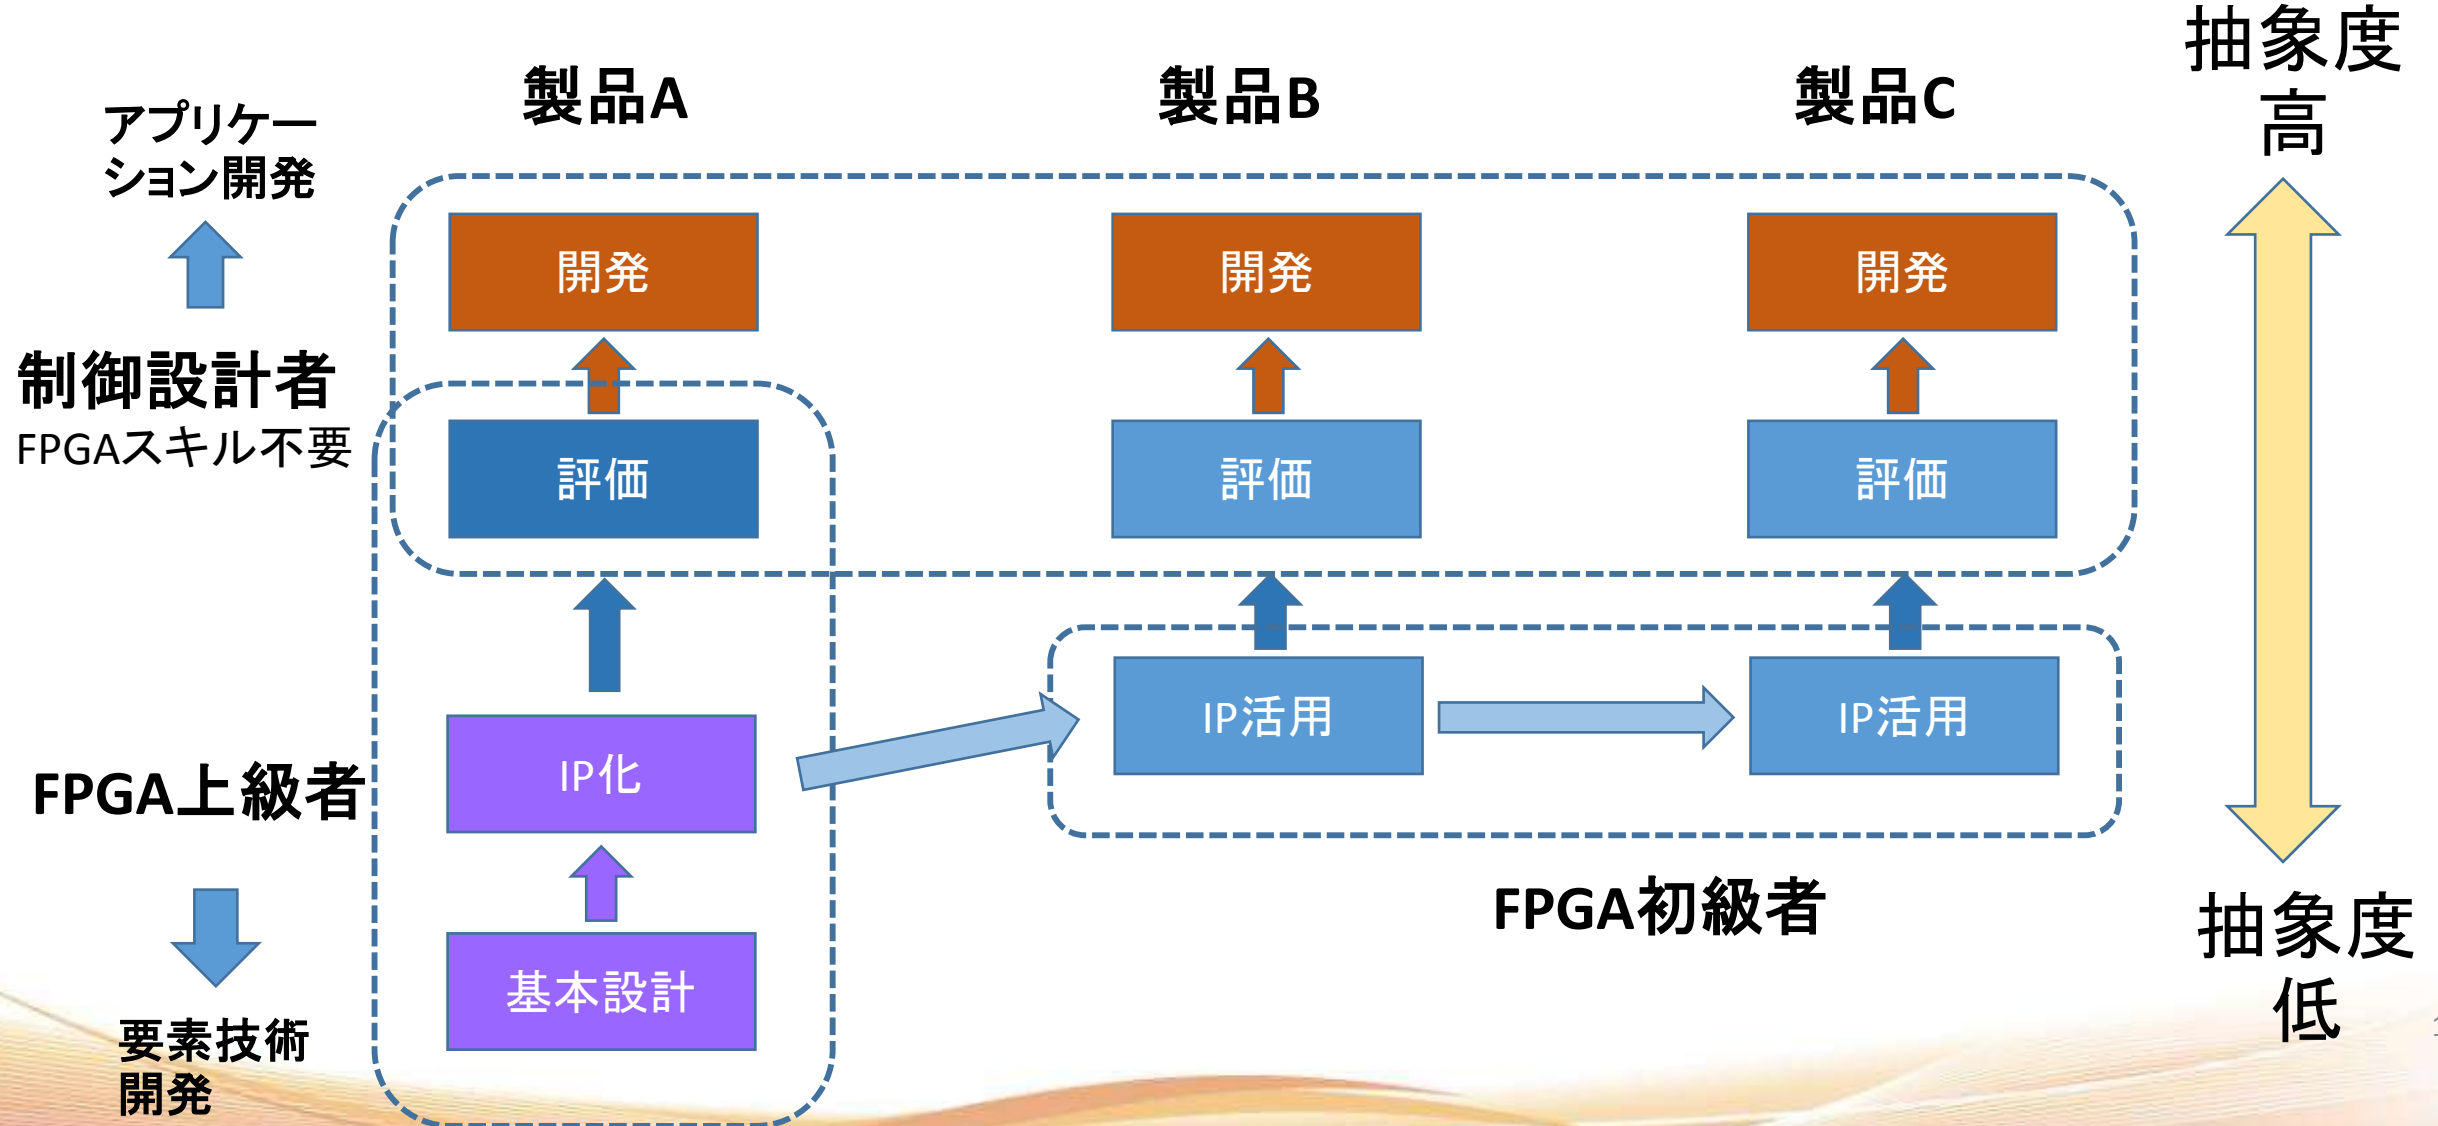 抽象度
高
製品A
製品B
製品C
アプリケー
ション開発
開発
開発
開発
制御設計者
FPGAスキル不要
評価
評価
評価
IP活用
IP活用
IP化
FPGA上級者
FPGA初級者
抽象度
低
基本設計
要素技術
開発